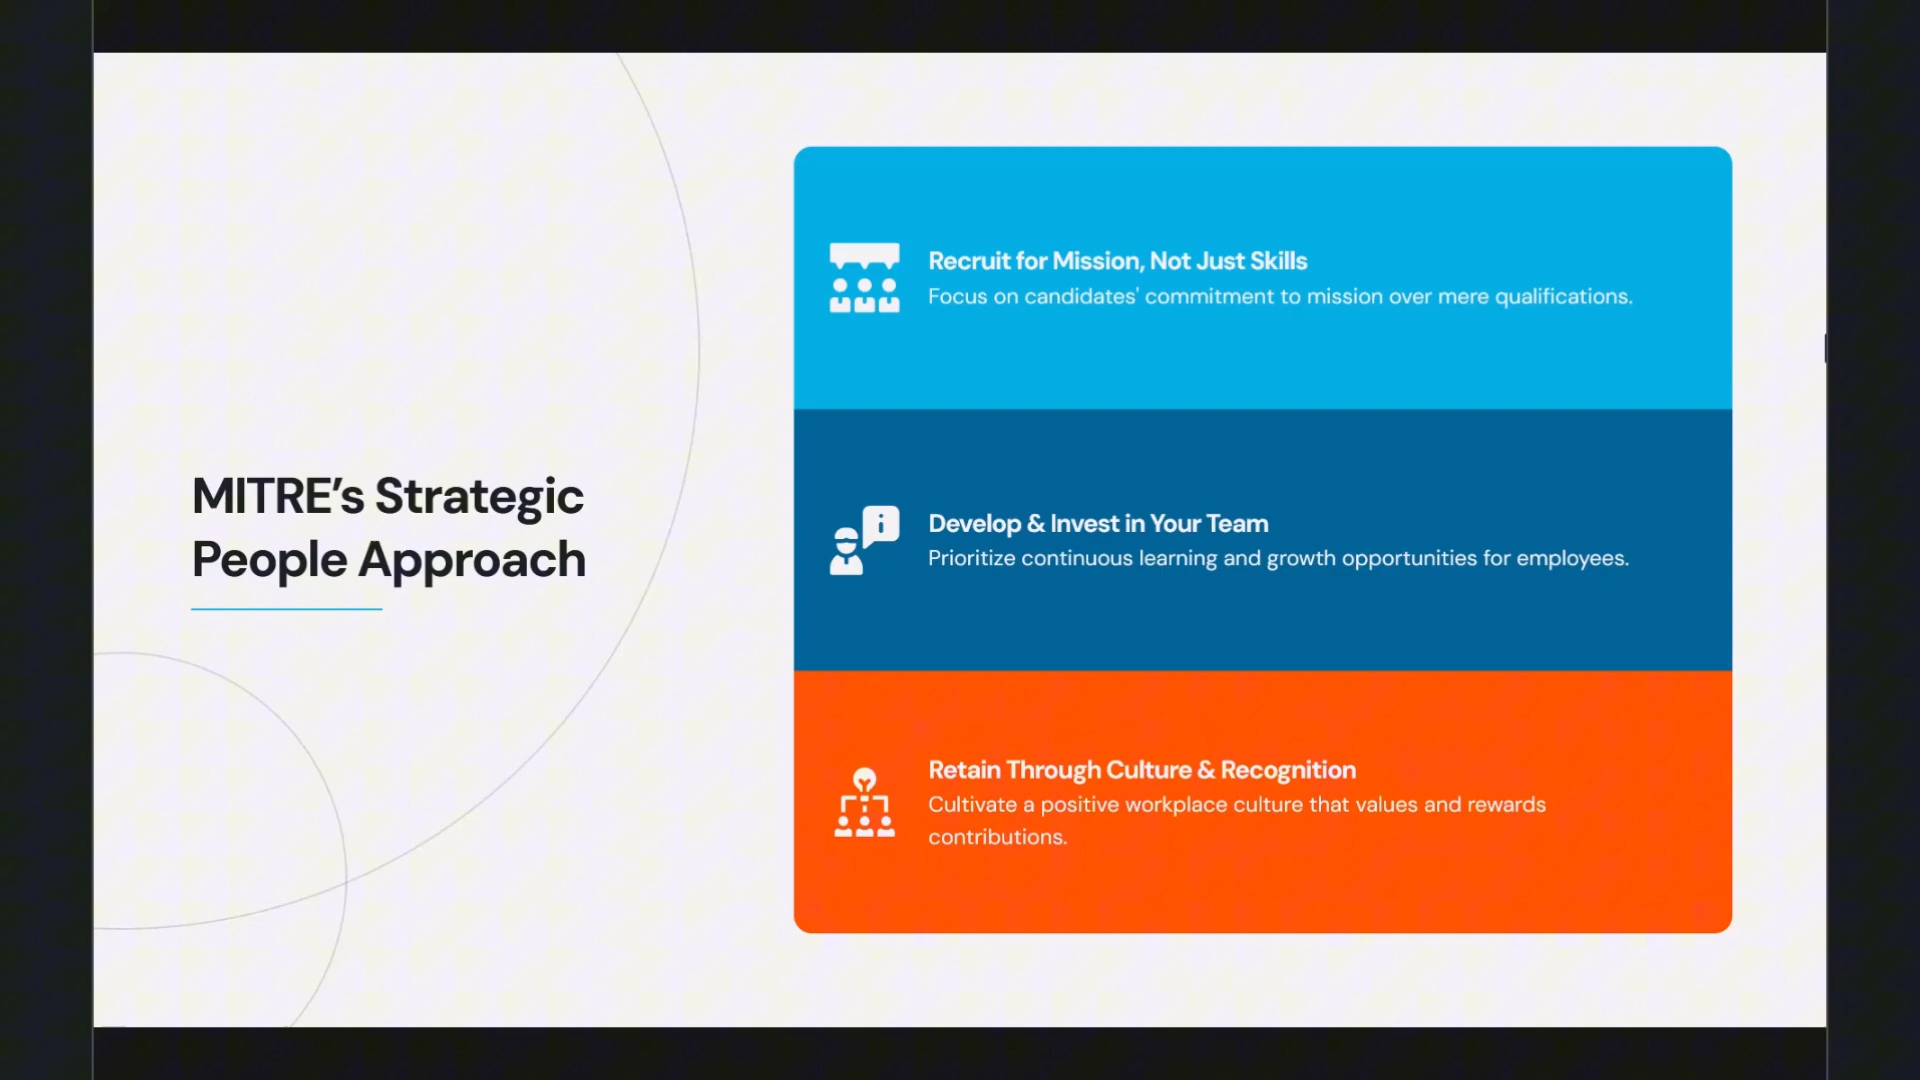 MITRE’s Strategic
People Approach
Recruit for Mission, Not Just Skills
Focus on candidates' commitment to mission over mere qualifications.
Develop & Invest in Your Team
Prioritize continuous learning and growth opportunities for employees.
Retain Through Culture & Recognition
Cultivate a positive workplace culture that values and rewards
contributions.